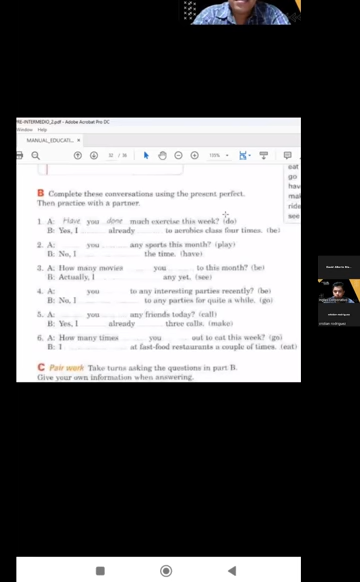 PRE-INTERMEDIO_2.pdf - Adobe Acrobat Pro DC
Window Help
MANUAL_EDUCATI... ×
32 / 36 135%
B Complete these conversations using the present perfect.
Then practice with a partner.
1. A: Have you done much exercise this week? (do)
B: Yes, I already to aerobics class four times. (be)
2. A: you any sports this month? (play)
B: No, I the time. (have)
3. A: How many movies you to this month? (be)
B: Actually, I any yet. (see)
4. A: you to any interesting parties recently? (be)
B: No, I to any parties for quite a while. (go)
5. A: you any friends today? (call)
B: Yes, I already three calls. (make)
6. A: How many times you out to eat this week? (go)
B: I at fast-food restaurants a couple of times. (eat)
C Pair work Take turns asking the questions in part B.
Give your own information when answering.
eat
go
hav
mak
ride
see